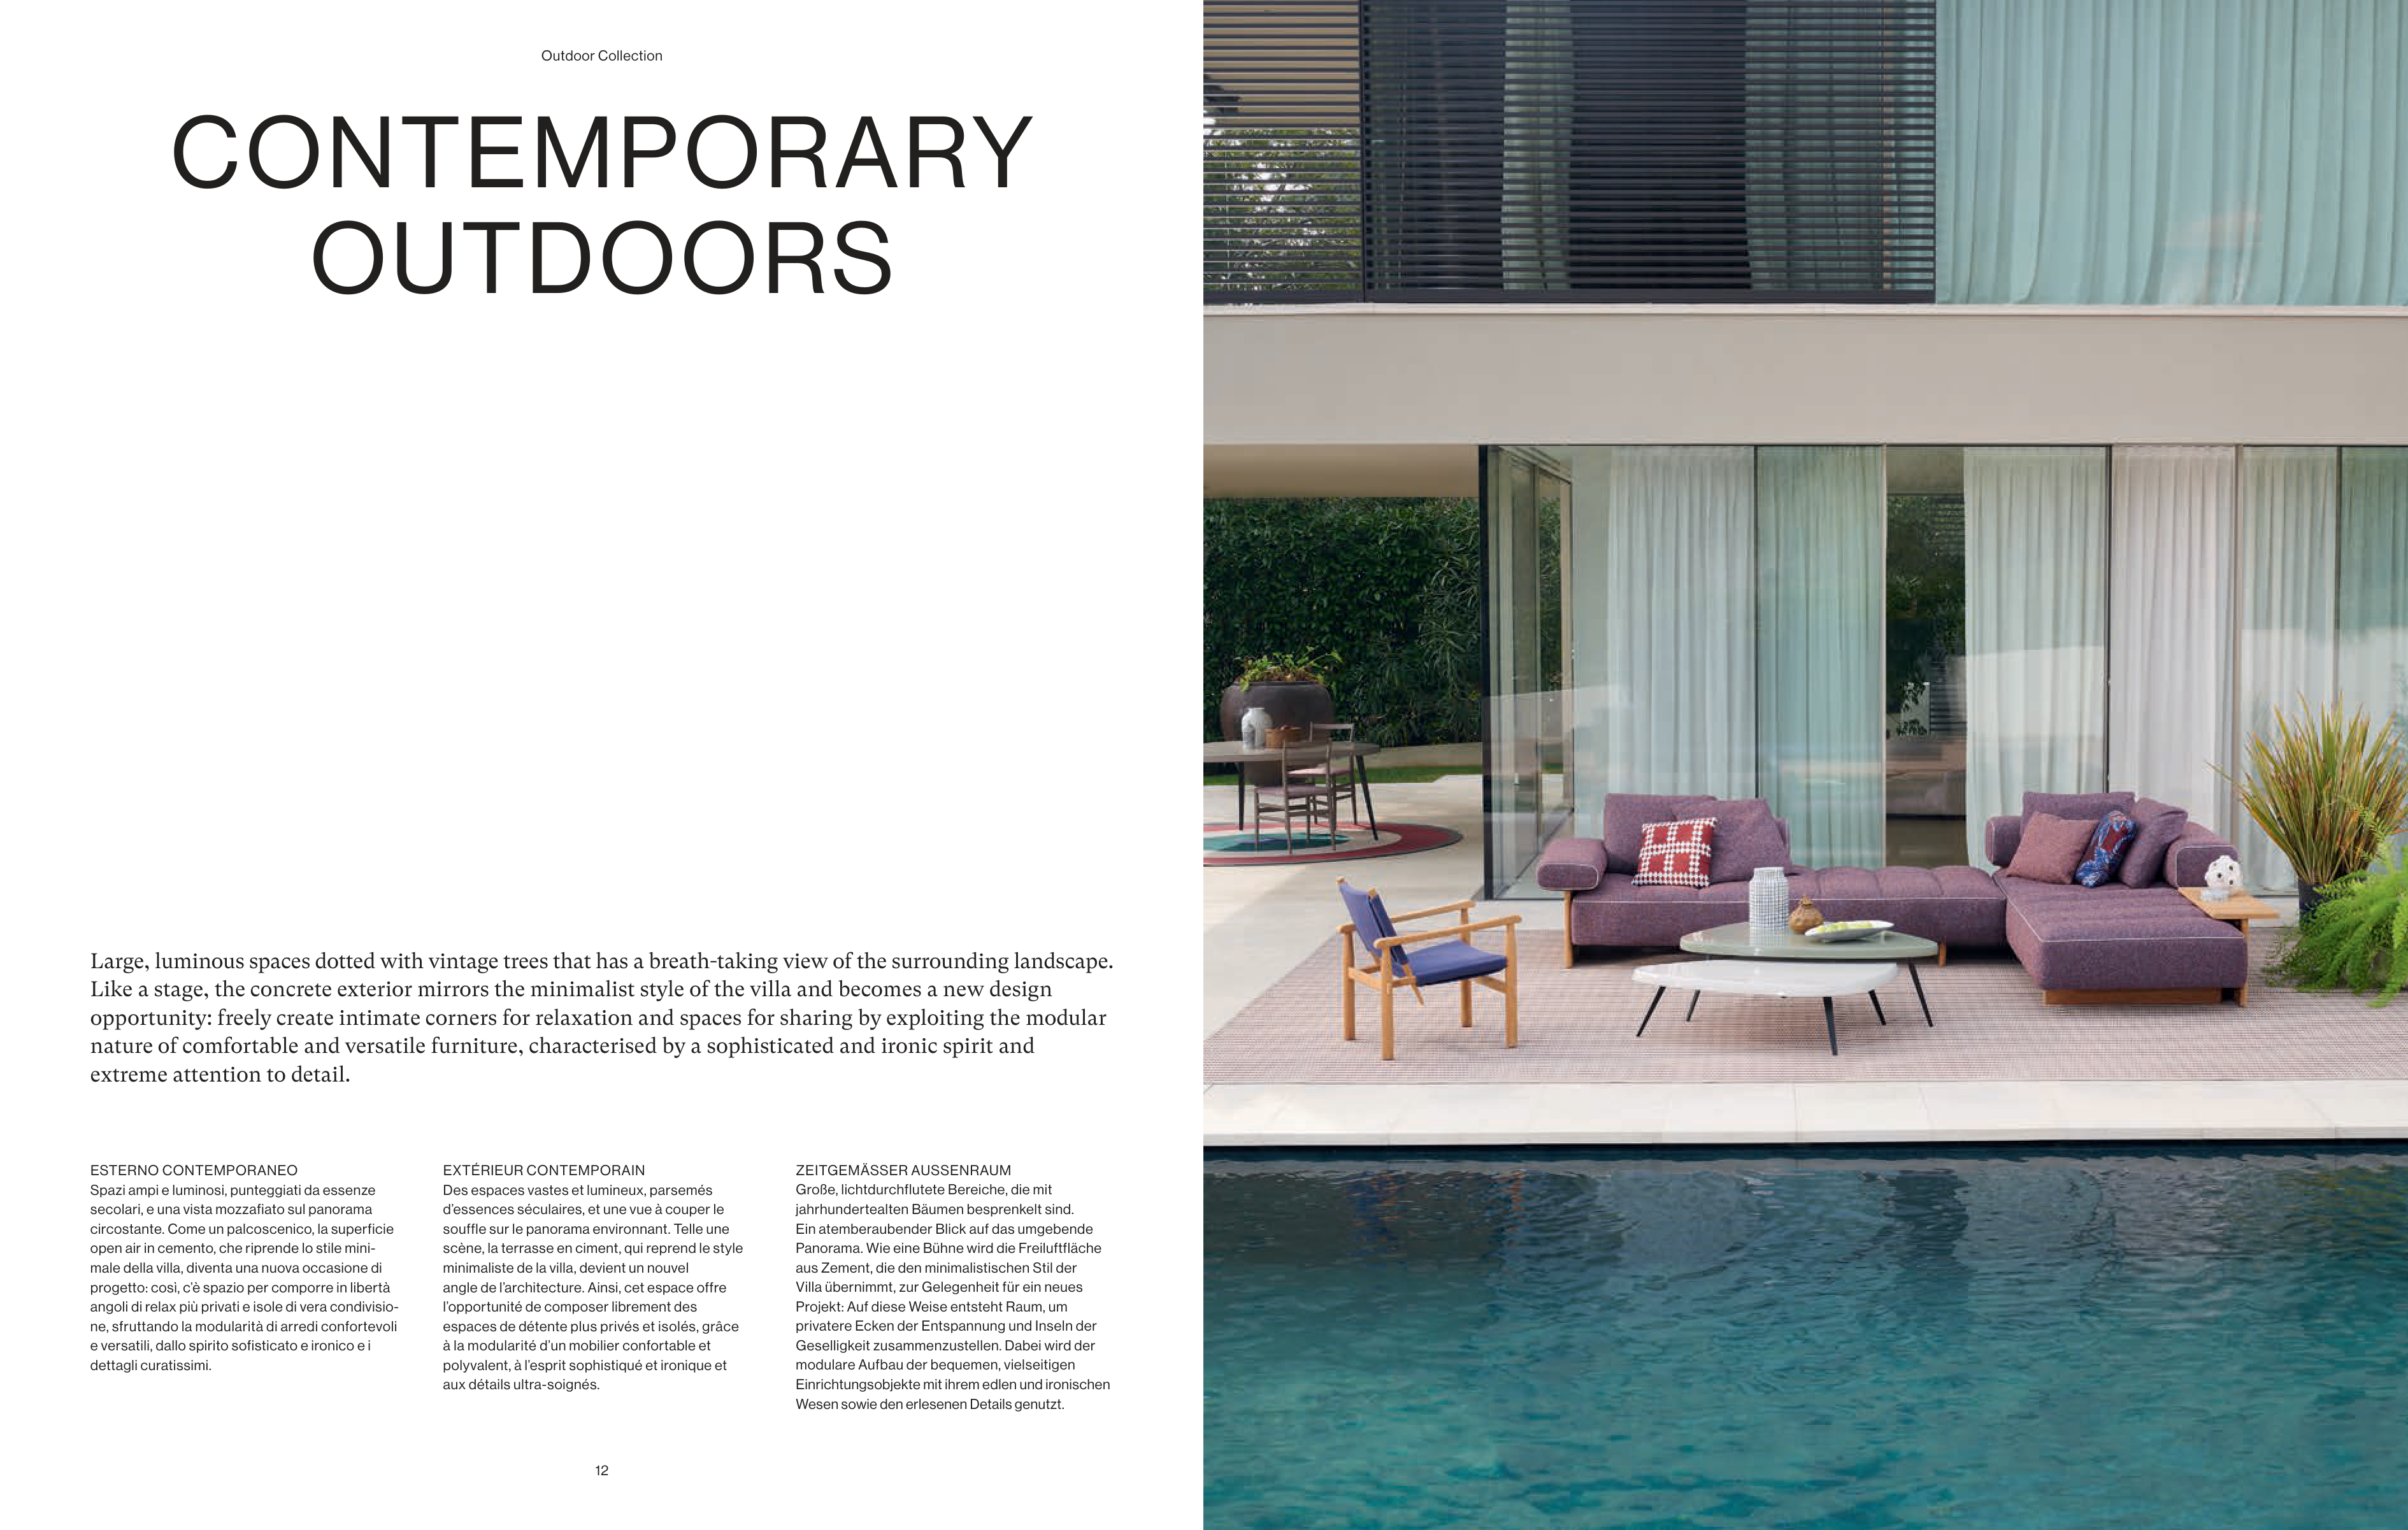 Outdoor Collection
CONTEMPORARY
OUTDOORS
Large, luminous spaces dotted with vintage trees that has a breath-taking view of the surrounding landscape.
Like a stage, the concrete exterior mirrors the minimalist style of the villa and becomes a new design
opportunity: freely create intimate corners for relaxation and spaces for sharing by exploiting the modular
nature of comfortable and versatile furniture, characterised by a sophisticated and ironic spirit and
extreme attention to detail.
ESTERNO CONTEMPORANEO
Spazi ampi e luminosi, punteggiati da essenze
secolari, e una vista mozzafiato sul panorama
circostante. Come un palcoscenico, la superficie
open air in cemento, che riprende lo stile mini-
male della villa, diventa una nuova occasione di
progetto: così, c'è spazio per comporre in libertà
angoli di relax più privati e isole di vera condivisio-
ne, sfruttando la modularità di arredi confortevoli
e versatili, dallo spirito sofisticato e ironico e i
dettagli curatissimi.
EXTÉRIEUR CONTEMPORAIN
Des espaces vastes et lumineux, parsemés
d'essences séculaires, et une vue à couper le
souffle sur le panorama environnant. Telle une
scène, la terrasse en ciment, qui reprend le style
minimaliste de la villa, devient un nouvel
angle de l'architecture. Ainsi, cet espace offre
l'opportunité de composer librement des
espaces de détente plus privés et isolés, grâce
à la modularité d'un mobilier confortable et
polyvalent, à l'esprit sophistiqué et ironique et
aux détails ultra-soignés.
ZEITGEMÄSSER AUSSENRAUM
Große, lichtdurchflutete Bereiche, die mit
jahrhundertealten Bäumen besprenkelt sind.
Ein atemberaubender Blick auf das umgebende
Panorama. Wie eine Bühne wird die Freiluftfläche
aus Zement, die den minimalistischen Stil der
Villa übernimmt, zur Gelegenheit für ein neues
Projekt: Auf diese Weise entsteht Raum, um
privatere Ecken der Entspannung und Inseln der
Geselligkeit zusammenzustellen. Dabei wird der
modulare Aufbau der bequemen, vielseitigen
Einrichtungsobjekte mit ihrem edlen und ironischen
Wesen sowie den erlesenen Details genutzt.
12